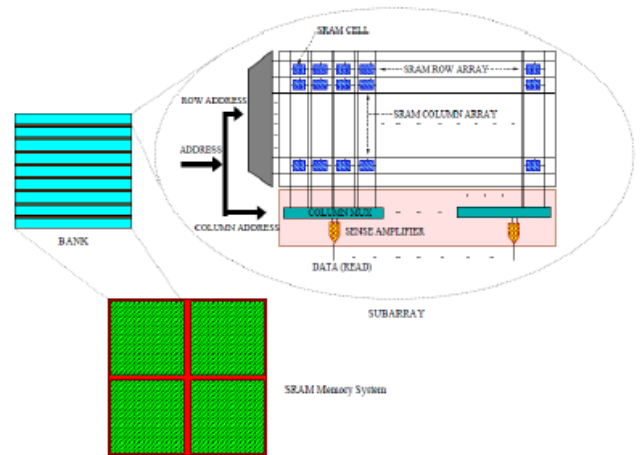 SRAM CELL
SRAM ROW ARRAY
ROW ADDRESS
SRAM COLUMN ARRAY
ADDRESS
COLUMN MUX
COLUMN ADDRESS
SENSE AMPLIFIER
BANK
DATA (READ)
SUBARRAY
SRAM Memory System